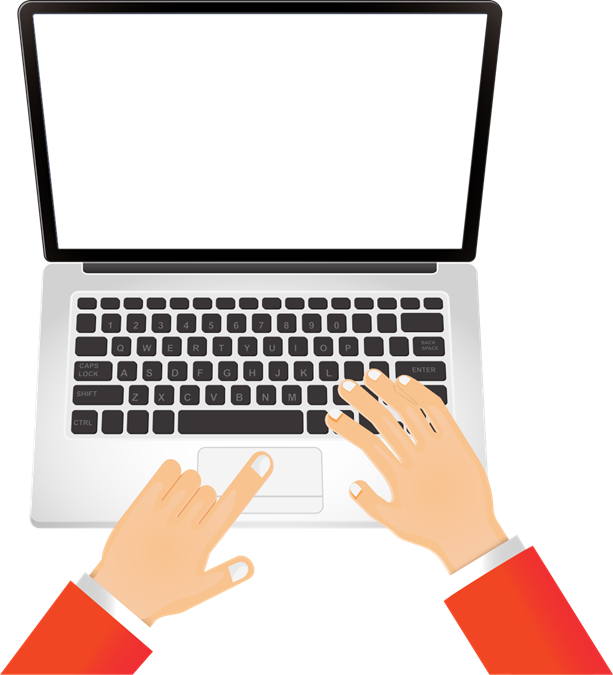 1 2 3 4 5 6 7 8 9 0
Q W E R T Y U I O P BACK SPACE
CAPS LOCK A S D F G H J K L ENTER
SHIFT Z X C V B N M
CTRL